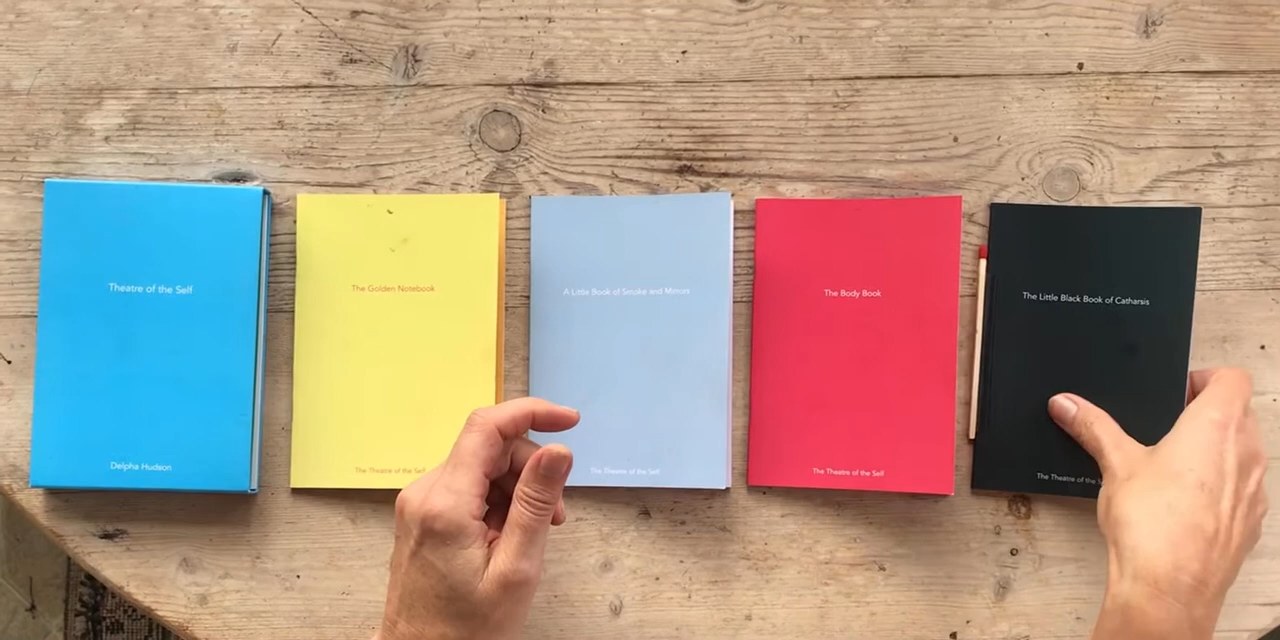 Theatre of the Self
Delpha Hudson
The Golden Notebook
The Theatre of the Self
A Little Book of Smoke and Mirrors
The Theatre of the Self
The Body Book
The Theatre of the Self
The Little Black Book of Catharsis
The Theatre of the